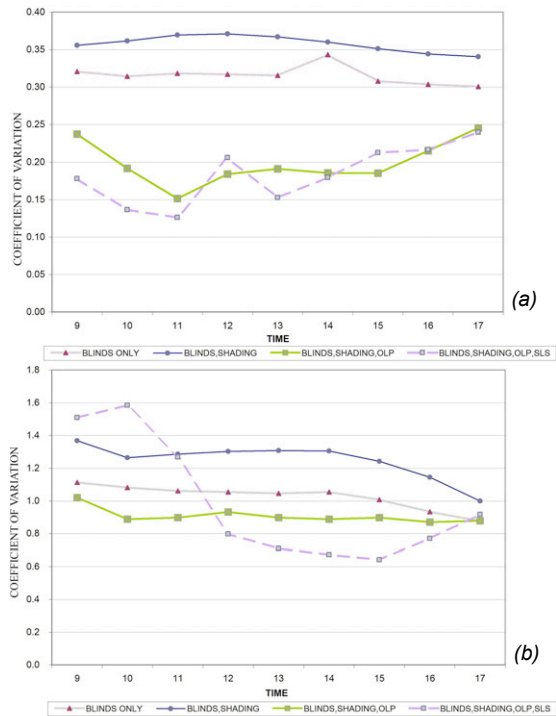 0.40
0.35
0.30
0.25
0.20
0.15
0.10
0.05
0.00
COEFFICIENT OF VARIATION
9 10 11 12 13 14 15 16 17
TIME
(a)
BLINDS ONLY BLINDS,SHADING BLINDS,SHADING,OLP BLINDS,SHADING,OLP,SLS
1.8
1.6
1.4
1.2
1.0
0.8
0.6
0.4
0.2
0.0
COEFFICIENT OF VARIATION
9 10 11 12 13 14 15 16 17
TIME
(b)
BLINDS ONLY BLINDS,SHADING BLINDS,SHADING,OLP BLINDS,SHADING,OLP,SLS